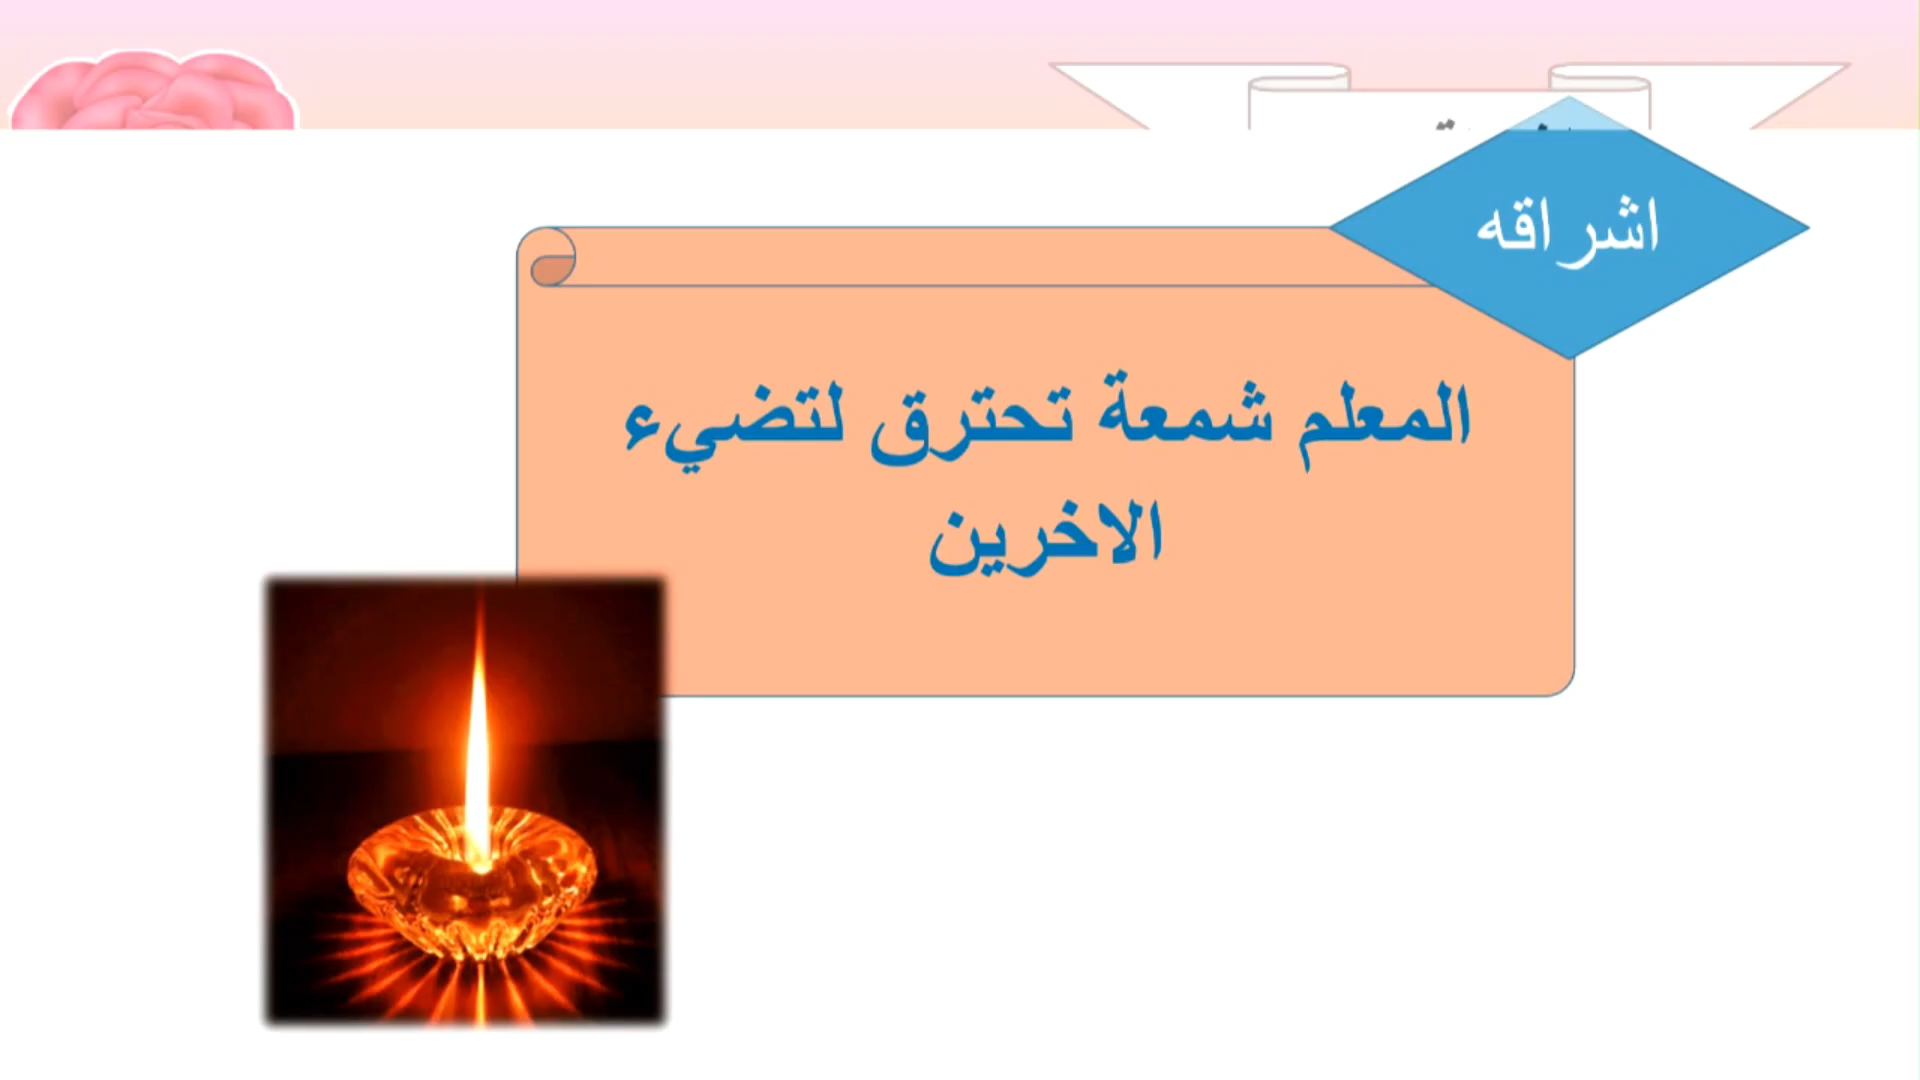 اشراقه
المعلم شمعة تحترق لتضيء
الاخرين